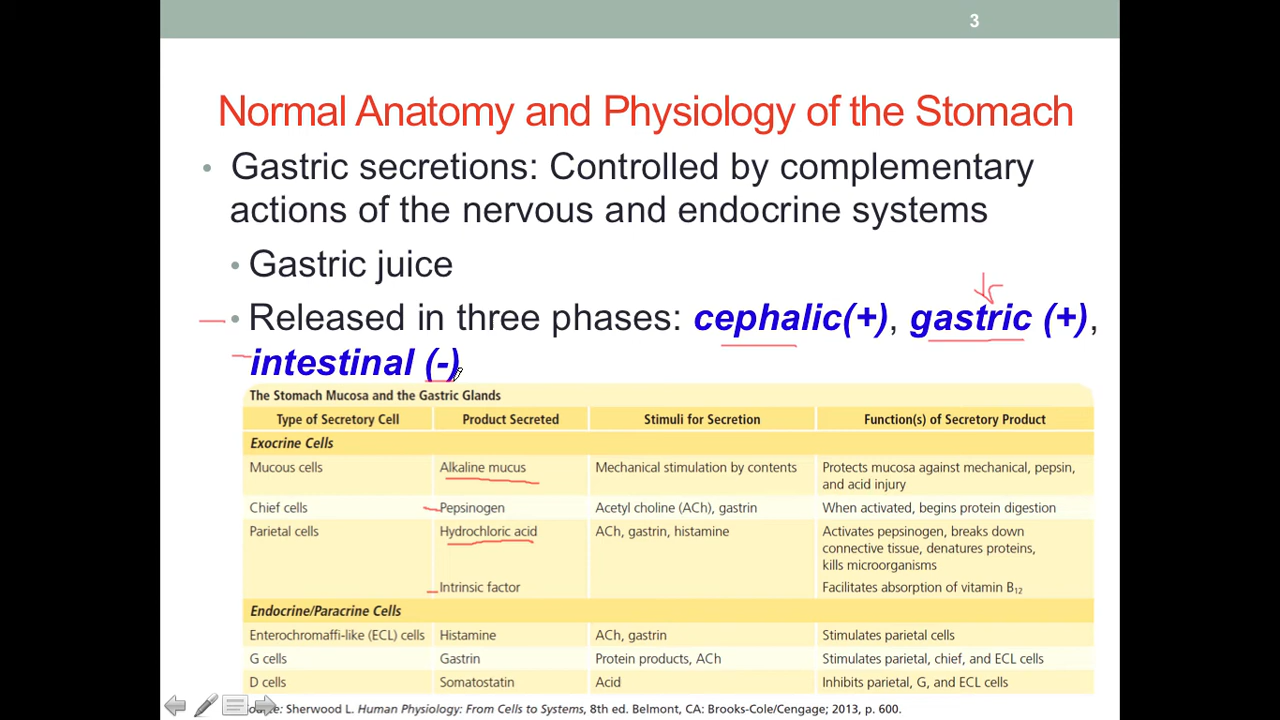 3
Normal Anatomy and Physiology of the Stomach
• Gastric secretions: Controlled by complementary
actions of the nervous and endocrine systems
• Gastric juice
• Released in three phases: cephalic(+), gastric (+),
intestinal (-)
The Stomach Mucosa and the Gastric Glands
Type of Secretory Cell Product Secreted Stimuli for Secretion Function(s) of Secretory Product
Exocrine Cells
Mucous cells Alkaline mucus Mechanical stimulation by contents Protects mucosa against mechanical, pepsin,
and acid injury
Chief cells Pepsinogen Acetyl choline (ACh), gastrin When activated, begins protein digestion
Parietal cells Hydrochloric acid ACh, gastrin, histamine Activates pepsinogen, breaks down
connective tissue, denatures proteins,
kills microorganisms
Intrinsic factor Facilitates absorption of vitamin B₁₂
Endocrine/Paracrine Cells
Enterochromaffi-like (ECL) cells Histamine ACh, gastrin Stimulates parietal cells
G cells Gastrin Protein products, ACh Stimulates parietal, chief, and ECL cells
D cells Somatostatin Acid Inhibits parietal, G, and ECL cells
Sherwood L. Human Physiology: From Cells to Systems, 8th ed. Belmont, CA: Brooks-Cole/Cengage; 2013, p. 600.